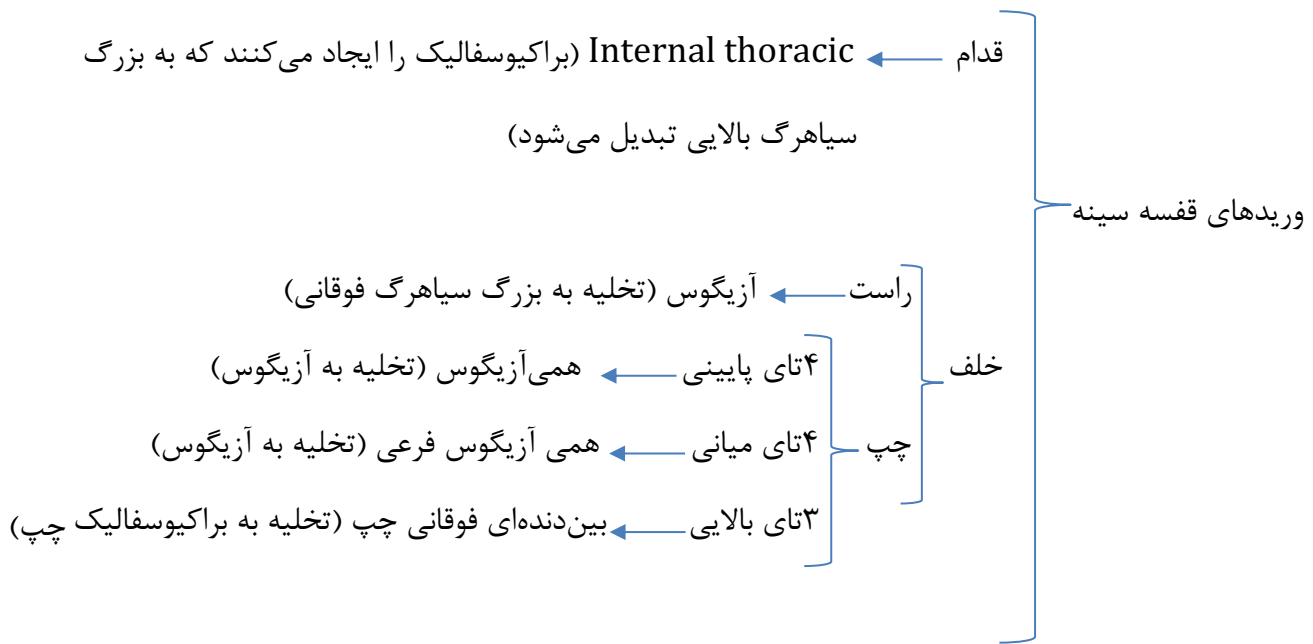 قدام Internal thoracic (براکیوسفالیک را ایجاد می‌کنند که به بزرگ
سیاهرگ بالایی تبدیل می‌شود)
وریدهای قفسه سینه
راست آزیگوس (تخلیه به بزرگ سیاهرگ فوقانی)
خلف
۴تای پایینی همی‌آزیگوس (تخلیه به آزیگوس)
چپ
۴تای میانی همی آزیگوس فرعی (تخلیه به آزیگوس)
۳تای بالایی بین‌دنده‌ای فوقانی چپ (تخلیه به براکیوسفالیک چپ)